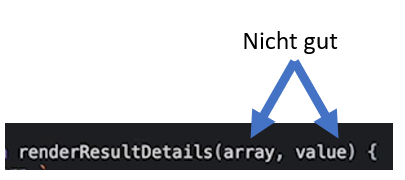 Nicht gut
renderResultDetails(array, value) {